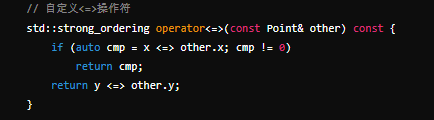 // 自定义<=>操作符
std::strong_ordering operator<=>(const Point& other) const {
    if (auto cmp = x <=> other.x; cmp != 0)
        return cmp;
    return y <=> other.y;
}